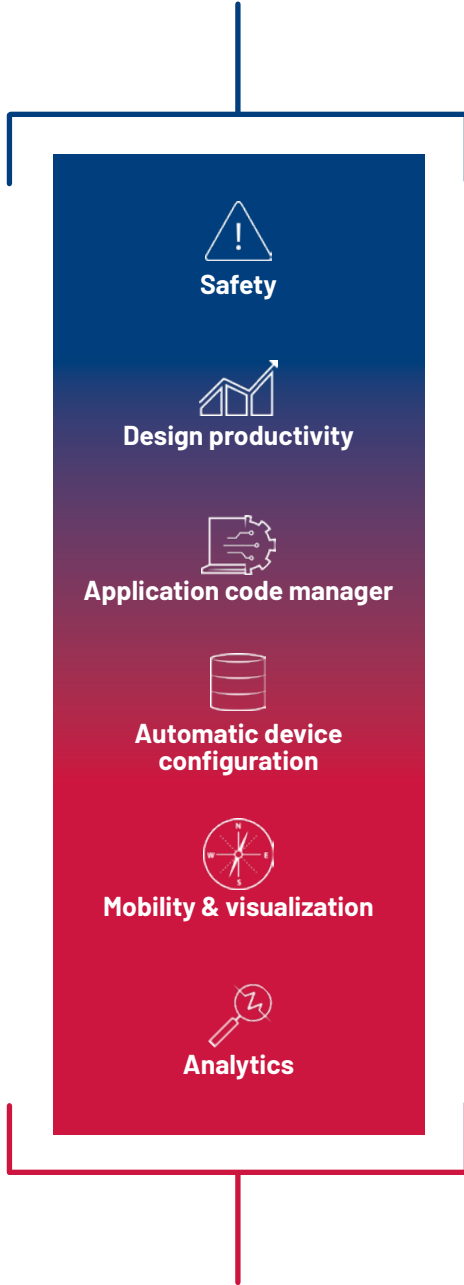 Safety
Design productivity
Application code manager
Automatic device
configuration
N
W
E
S
Mobility & visualization
Analytics